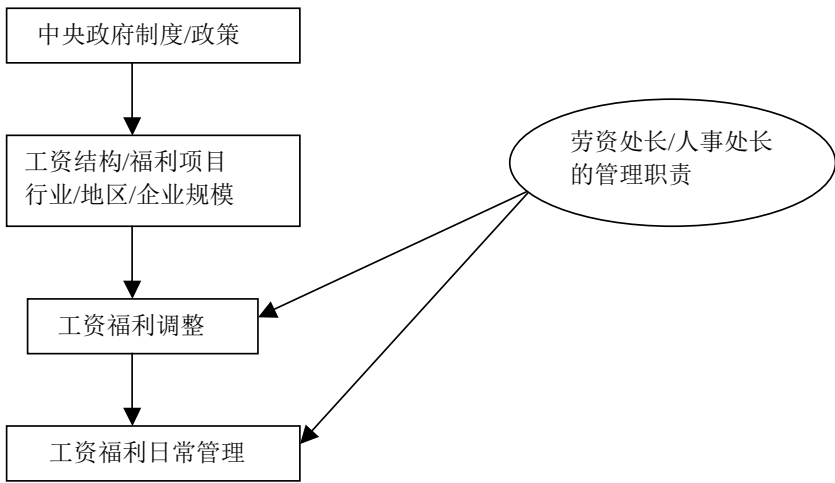 中央政府制度/政策
工资结构/福利项目
行业/地区/企业规模
劳资处长/人事处长
的管理职责
工资福利调整
工资福利日常管理